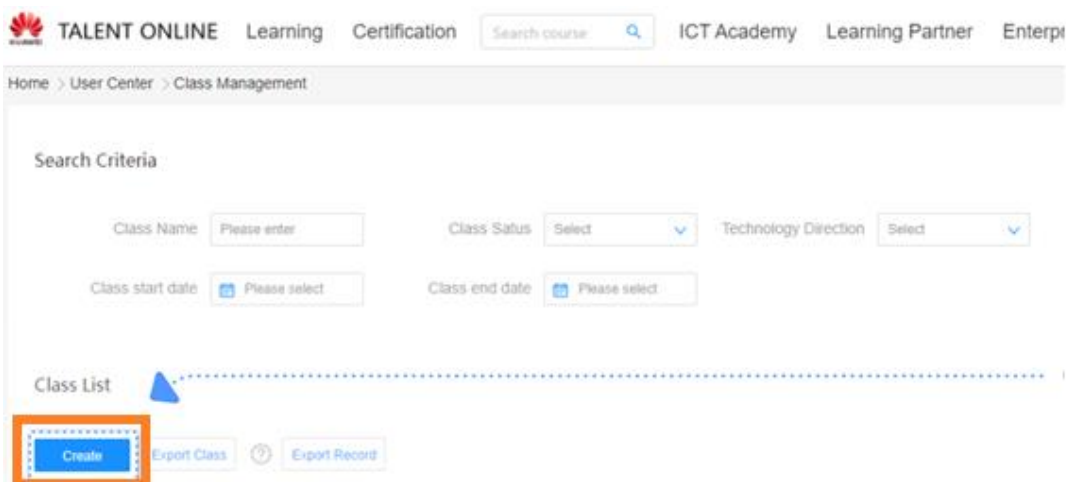 TALENT ONLINE Learning Certification Search course ICT Academy Learning Partner Enterpr
Home > User Center > Class Management
Search Criteria
Class Name Please enter Class Satus Select Technology Direction Select
Class start date Please select Class end date Please select
Class List
Create Export Class ? Export Record